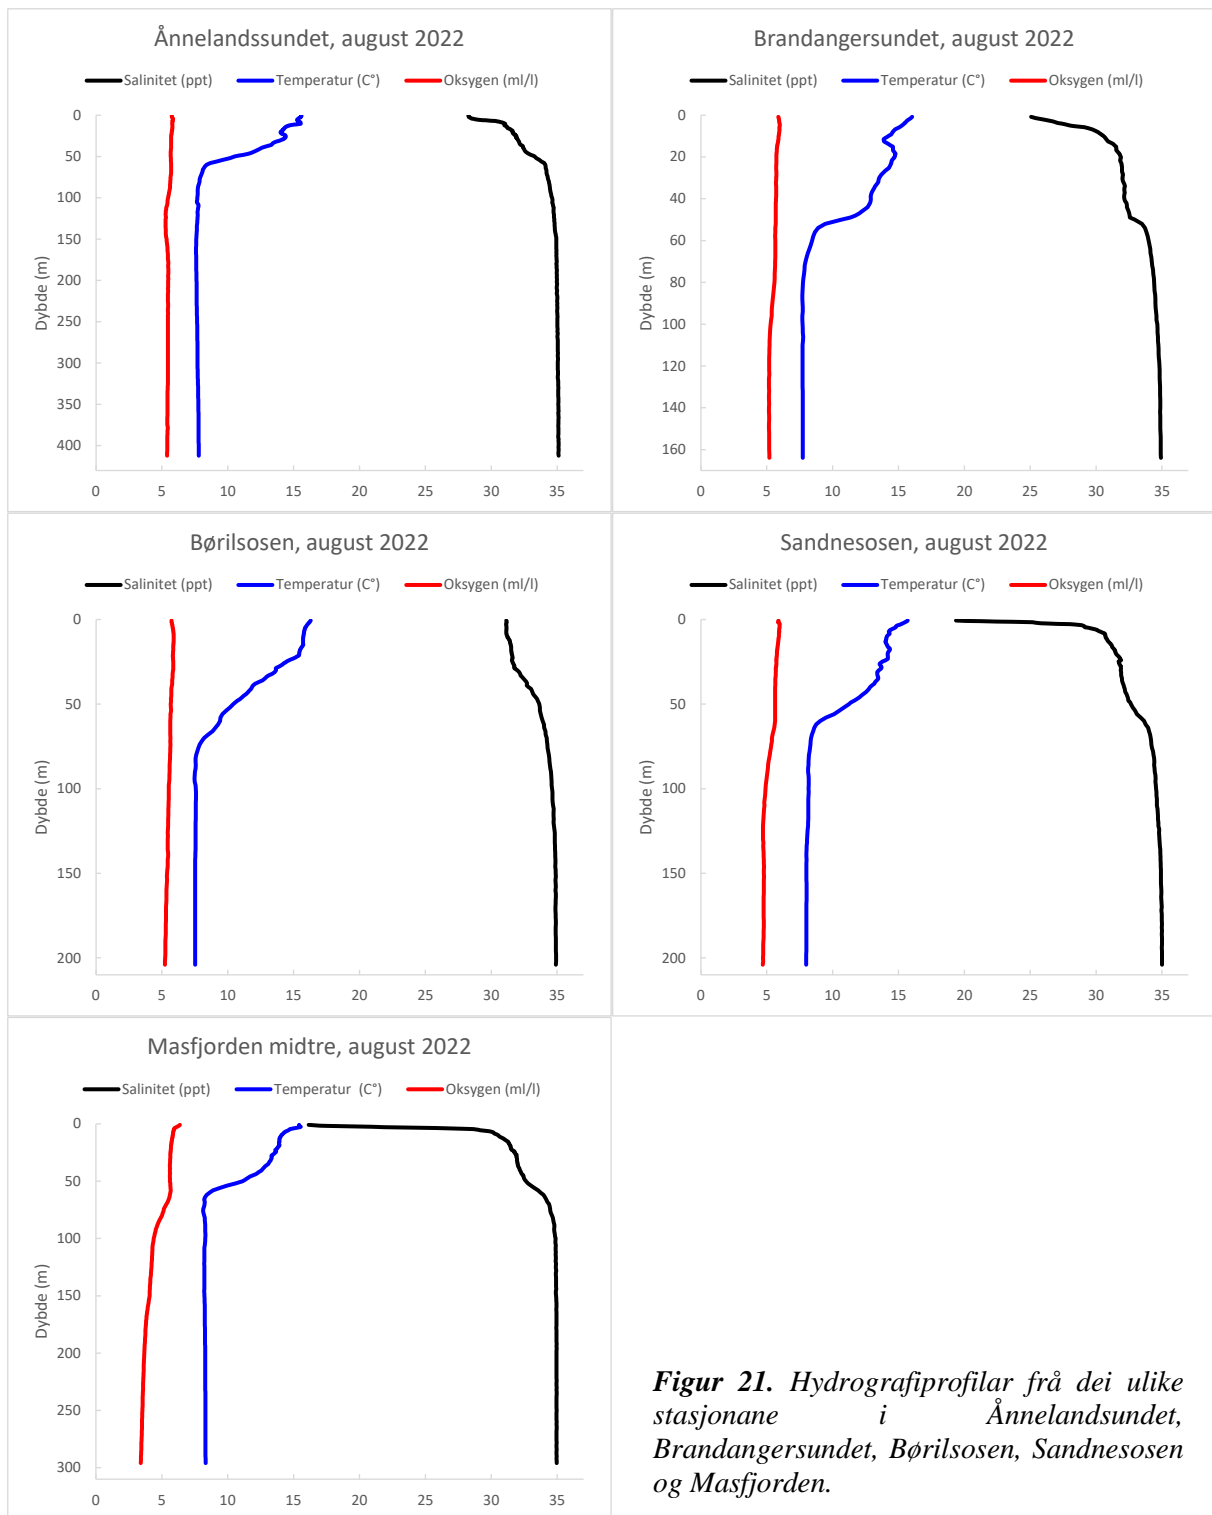 Ånnelandssundet, august 2022
Salinitet (ppt) Temperatur (C°) Oksygen (ml/l)
0
50
100
150
200
250
300
350
400
Dybde (m)
0 5 10 15 20 25 30 35
Brandangersundet, august 2022
Salinitet (ppt) Temperatur (C°) Oksygen (ml/l)
0
20
40
60
80
100
120
140
160
Dybde (m)
0 5 10 15 20 25 30 35
Børilsosen, august 2022
Salinitet (ppt) Temperatur (C°) Oksygen (ml/l)
0
50
100
150
200
Dybde (m)
0 5 10 15 20 25 30 35
Sandnesosen, august 2022
Salinitet (ppt) Temperatur (C°) Oksygen (ml/l)
0
50
100
150
200
Dybde (m)
0 5 10 15 20 25 30 35
Masfjorden midtre, august 2022
Salinitet (ppt) Temperatur (C°) Oksygen (ml/l)
0
50
100
150
200
250
300
Dybde (m)
0 5 10 15 20 25 30 35
Figur 21. Hydrografiprofilar frå dei ulike
stasjonane i Ånnelandsundet,
Brandangersundet, Børilsosen, Sandnesosen
og Masfjorden.